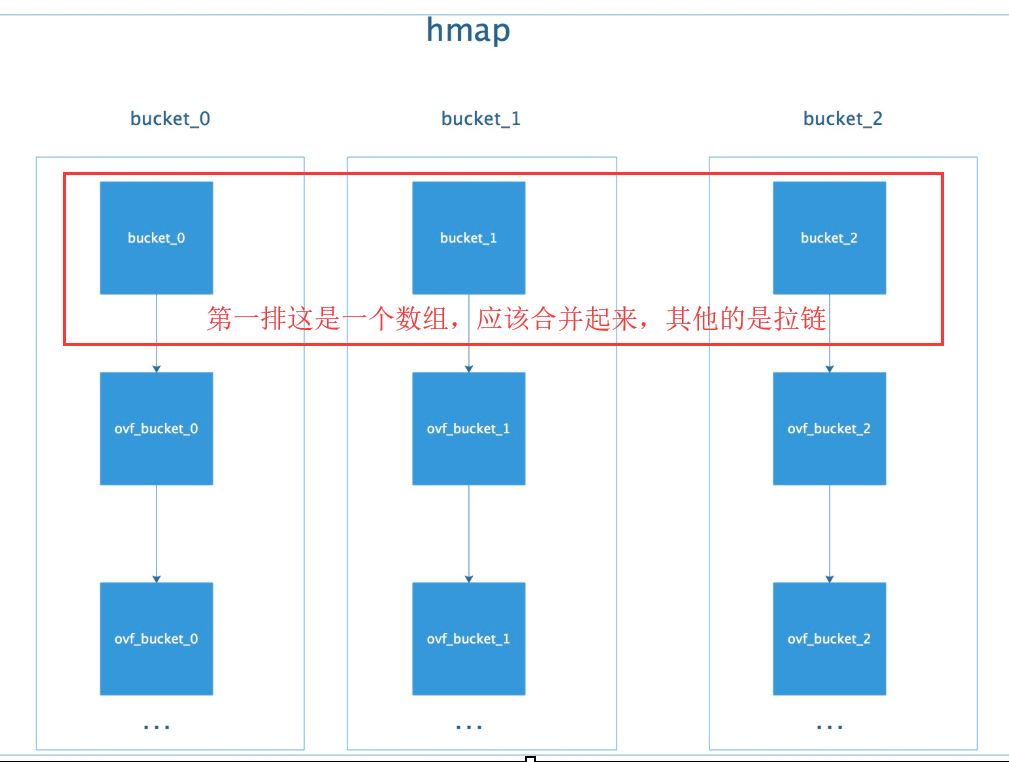 hmap
bucket_0 bucket_1 bucket_2
bucket_0 bucket_1 bucket_2
第一排这是一个数组，应该合并起来，其他的是拉链
ovf_bucket_0 ovf_bucket_1 ovf_bucket_2
ovf_bucket_0 ovf_bucket_1 ovf_bucket_2
... ... ...